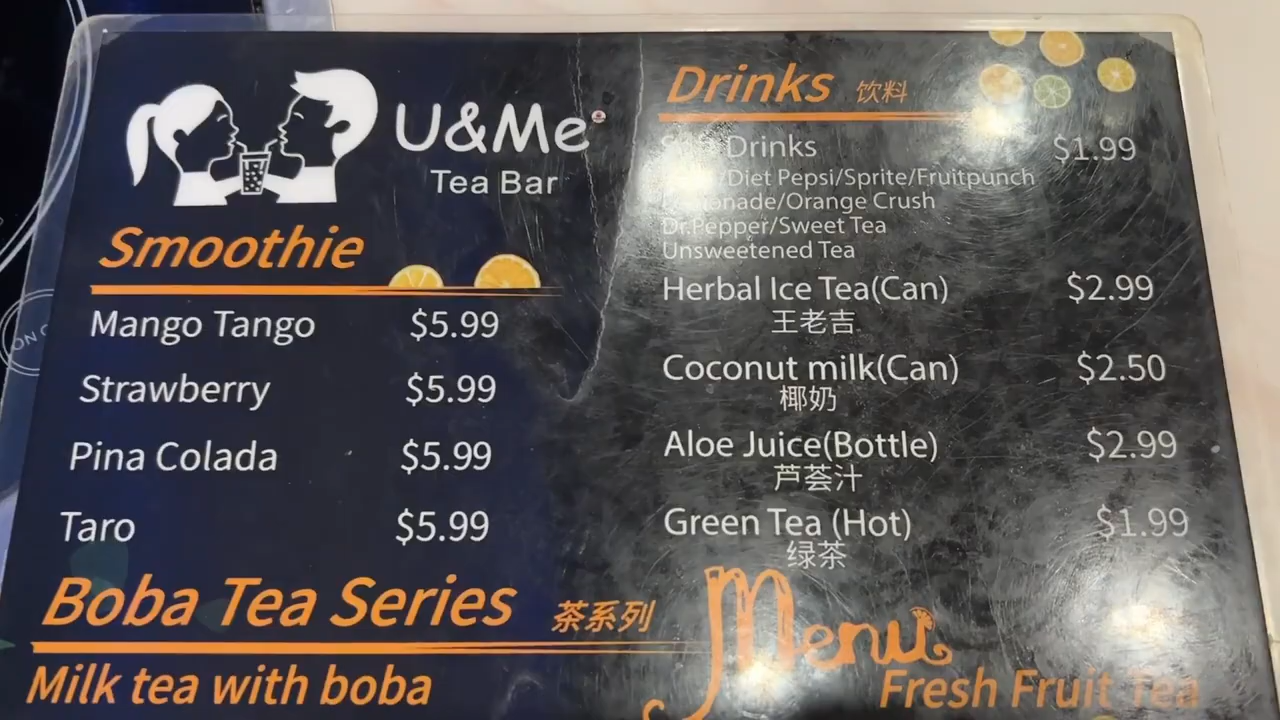 U&Me
Tea Bar
Smoothie
Mango Tango $5.99
Strawberry $5.99
Pina Colada $5.99
Taro $5.99
Boba Tea Series 茶系列
Milk tea with boba
Drinks 饮料
Drinks $1.99
/Diet Pepsi/Sprite/Fruitpunch
/Orange Crush
Dr.Pepper/Sweet Tea
Unsweetened Tea
Herbal Ice Tea(Can) $2.99
王老吉
Coconut milk(Can) $2.50
椰奶
Aloe Juice(Bottle) $2.99
芦荟汁
Green Tea (Hot) $1.99
绿茶
Menu
Fresh Fruit Tea